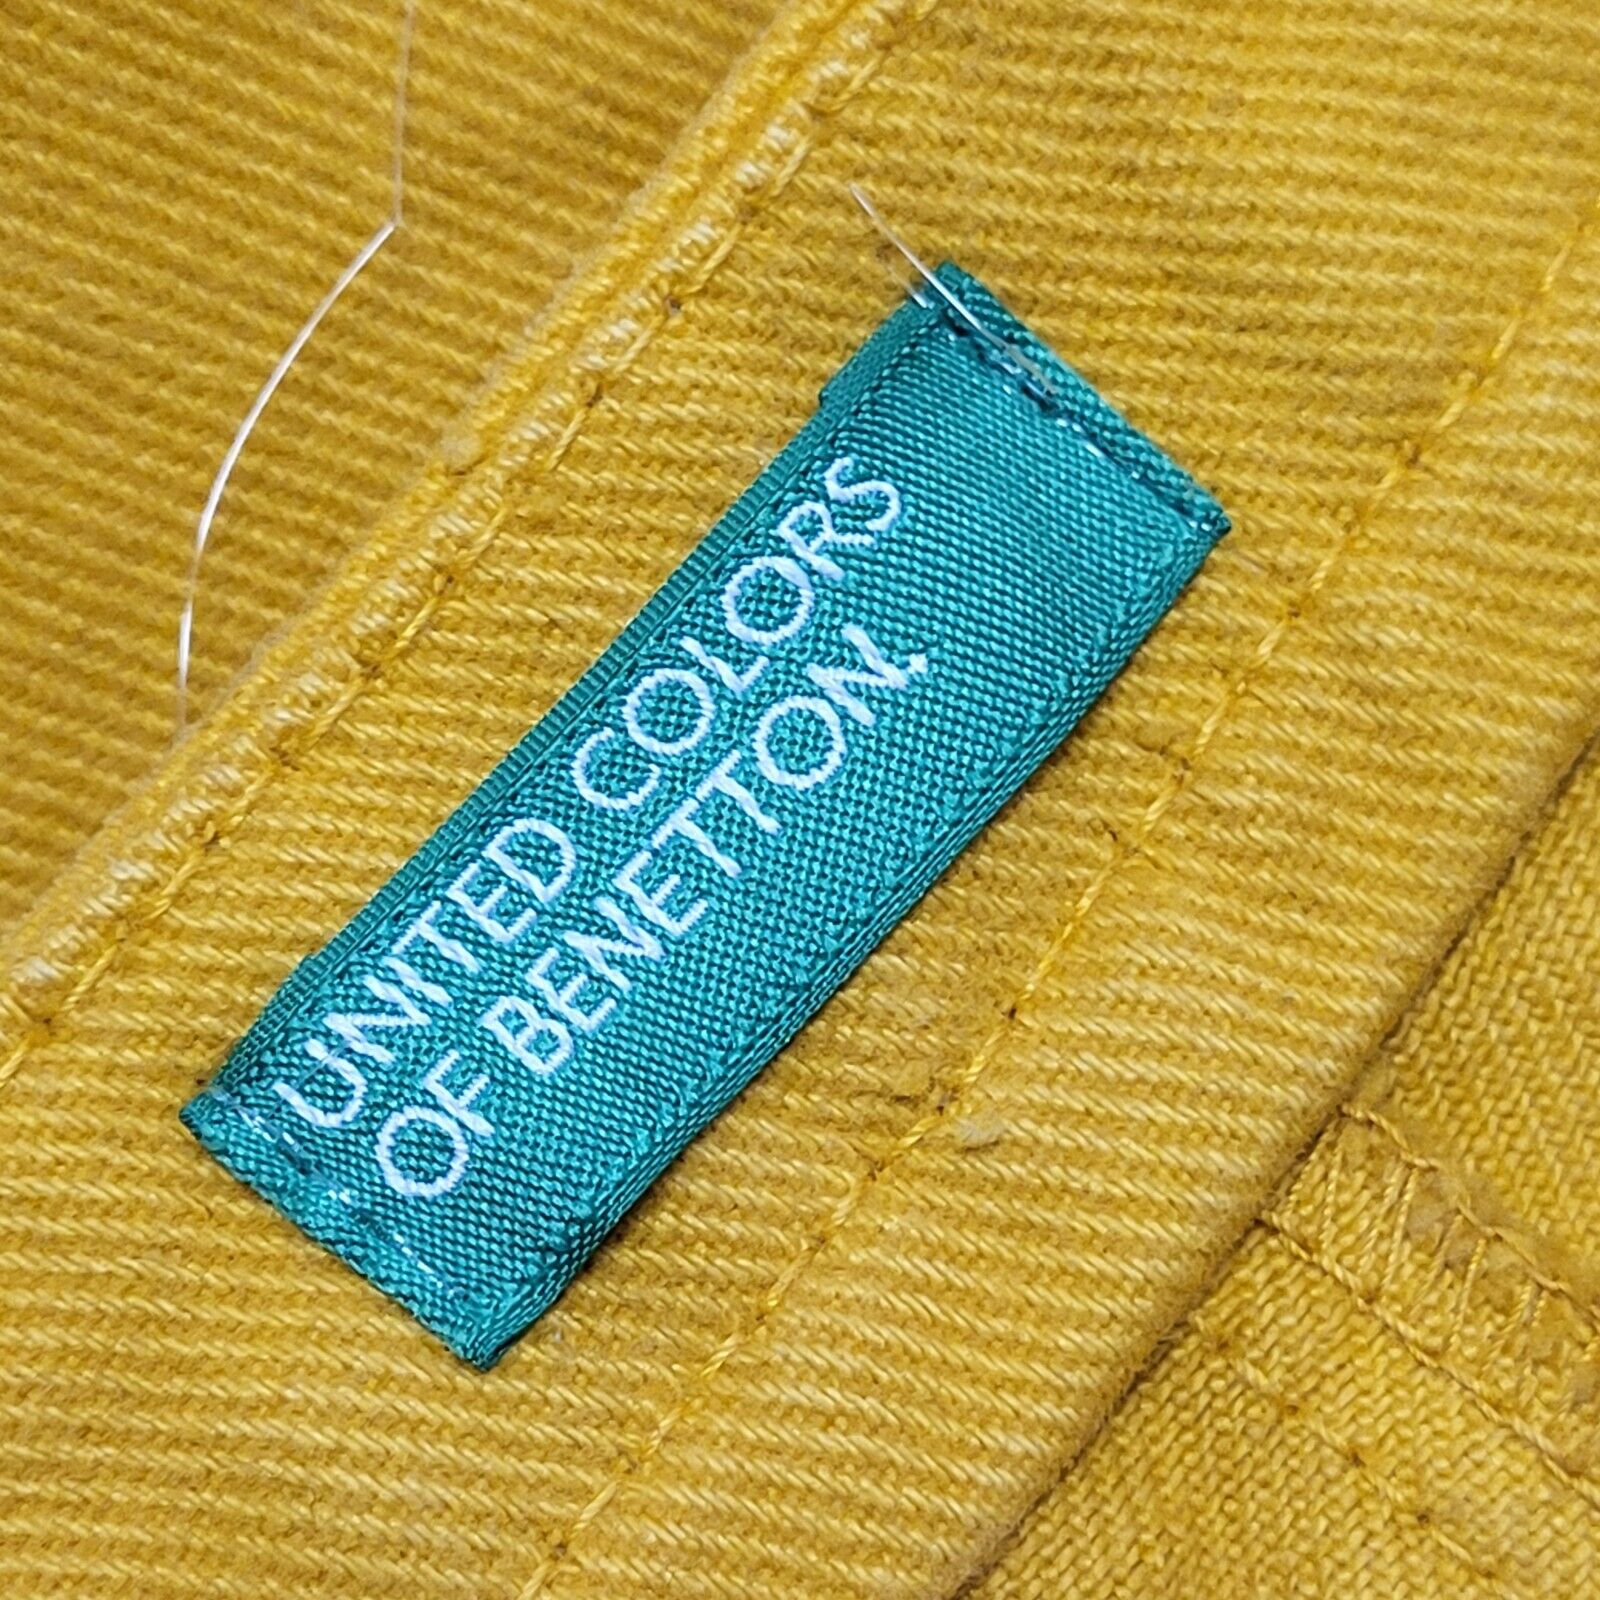 UNITED COLORS
OF BENETTON.